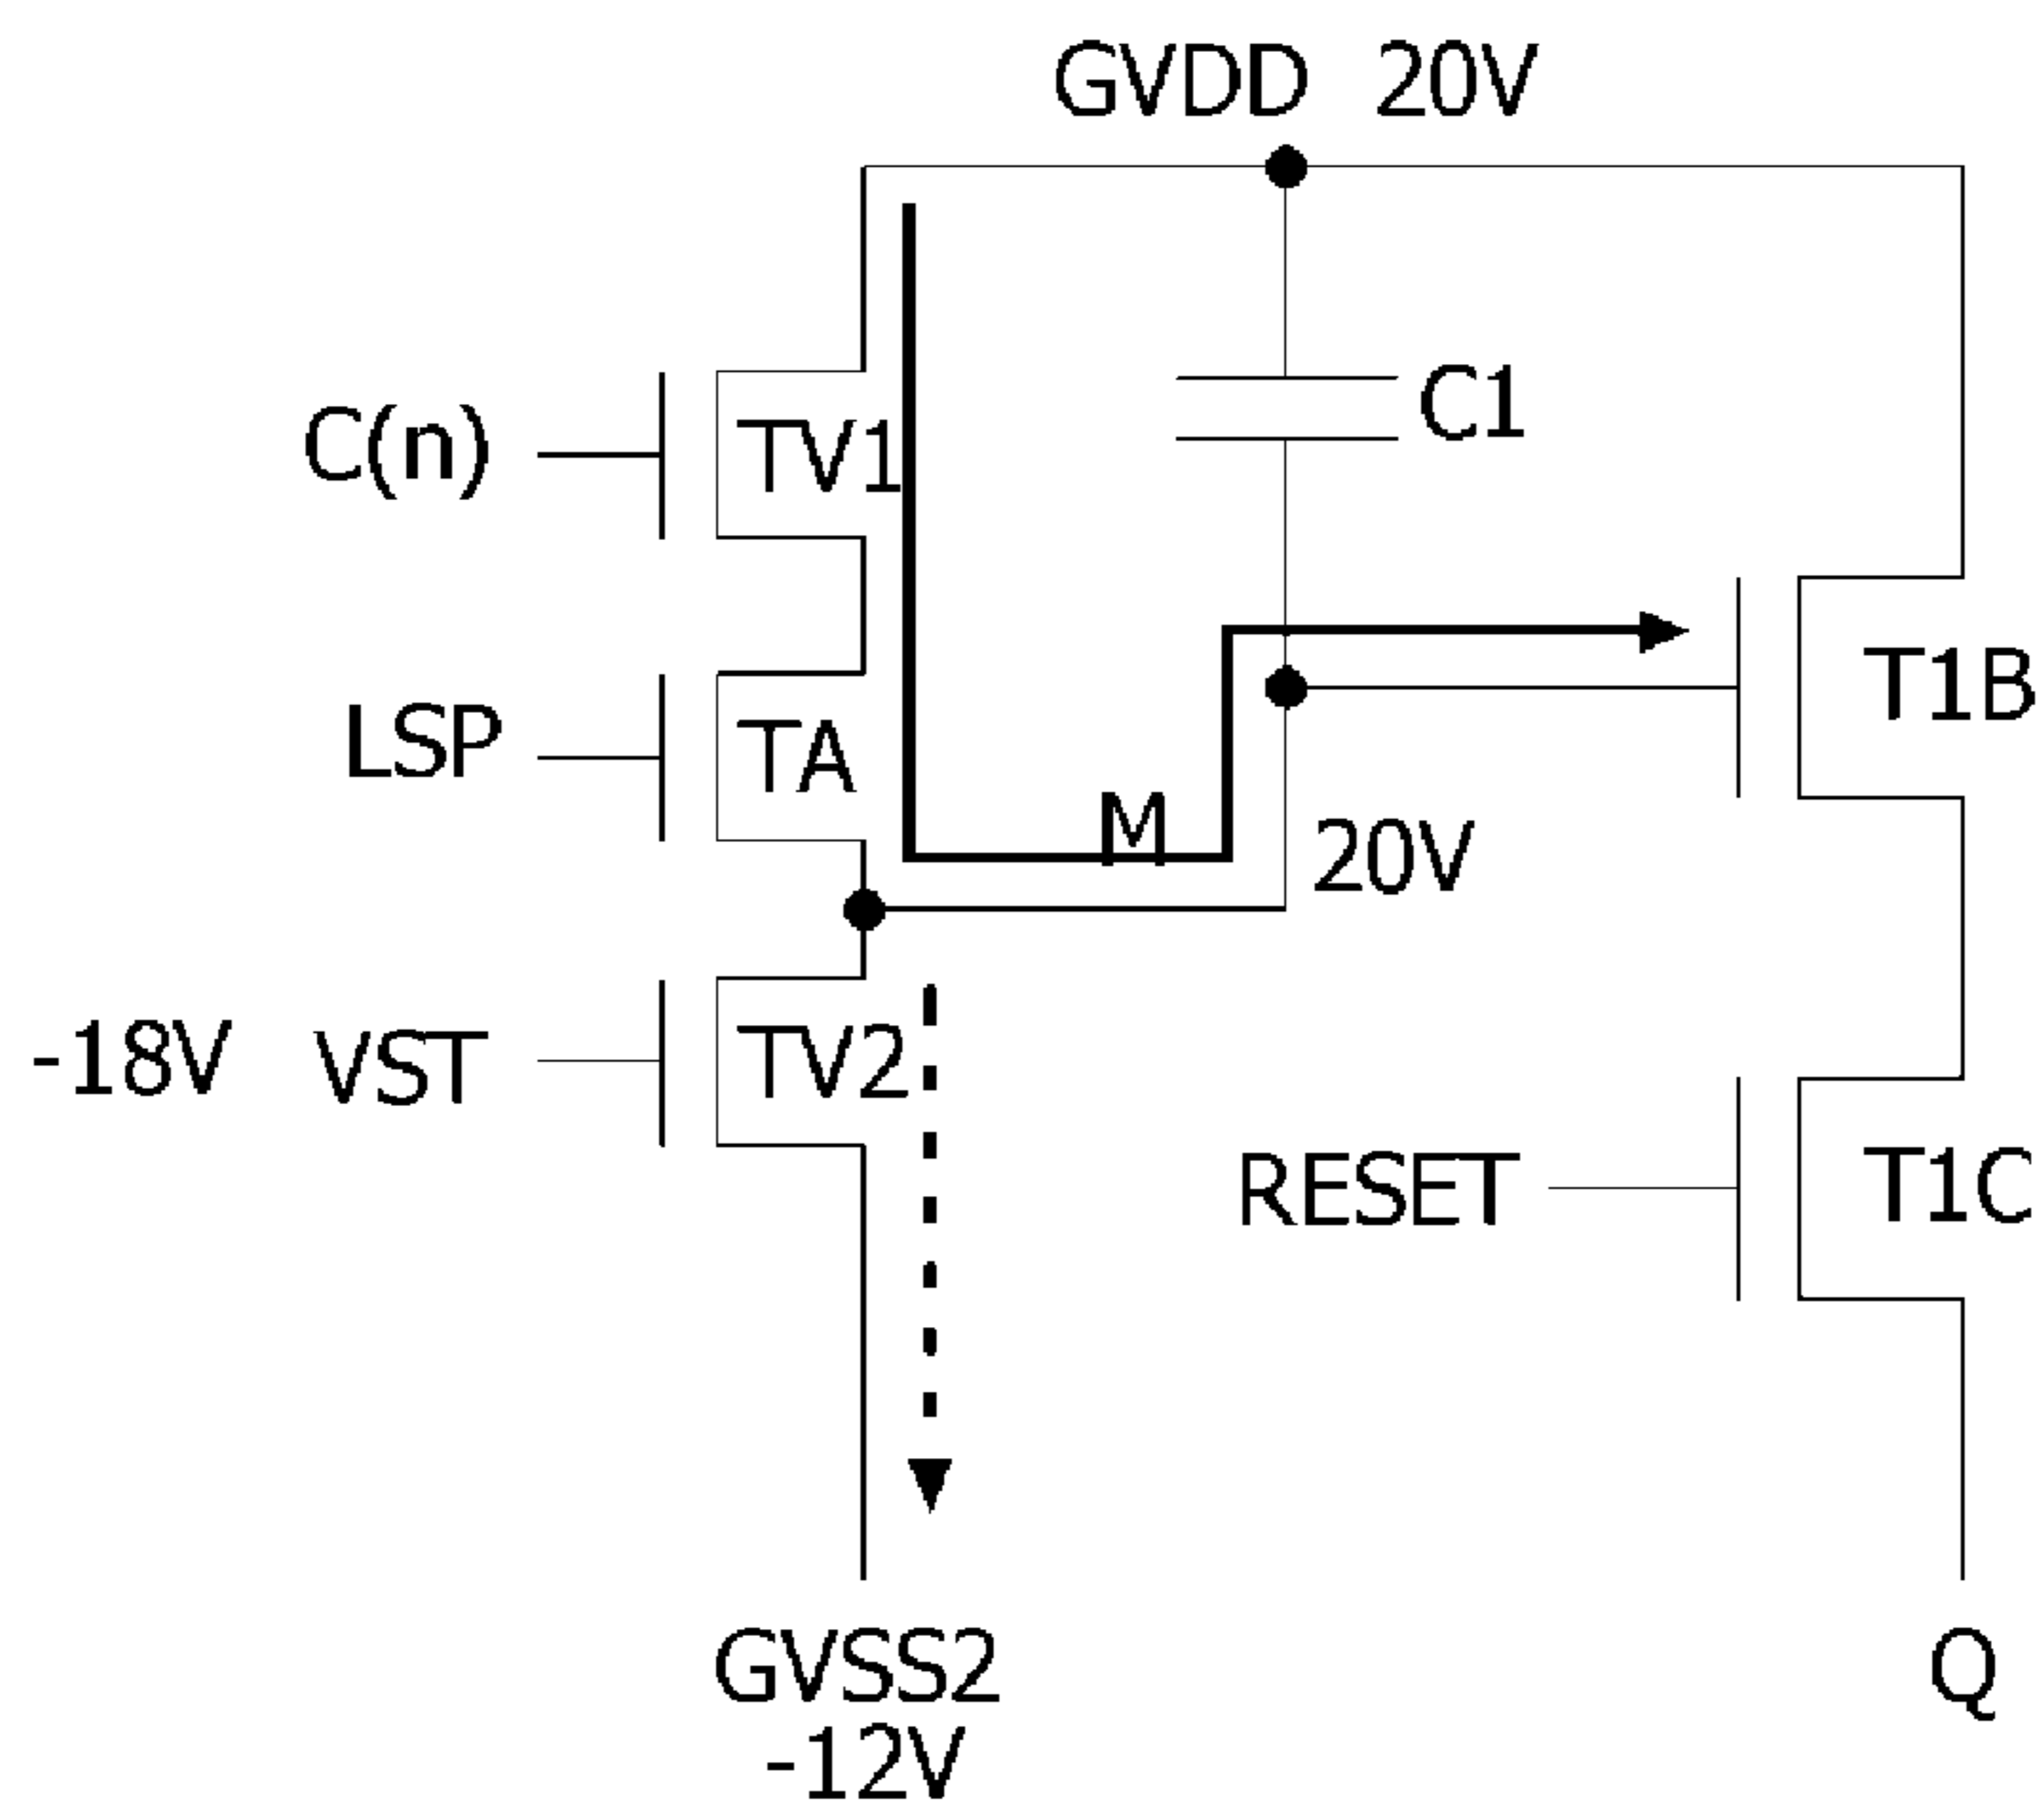 GVDD 20V
C1
C(n)
TV1
T1B
LSP
TA
M
20V
-18V VST
TV2
RESET
T1C
GVSS2
-12V
Q